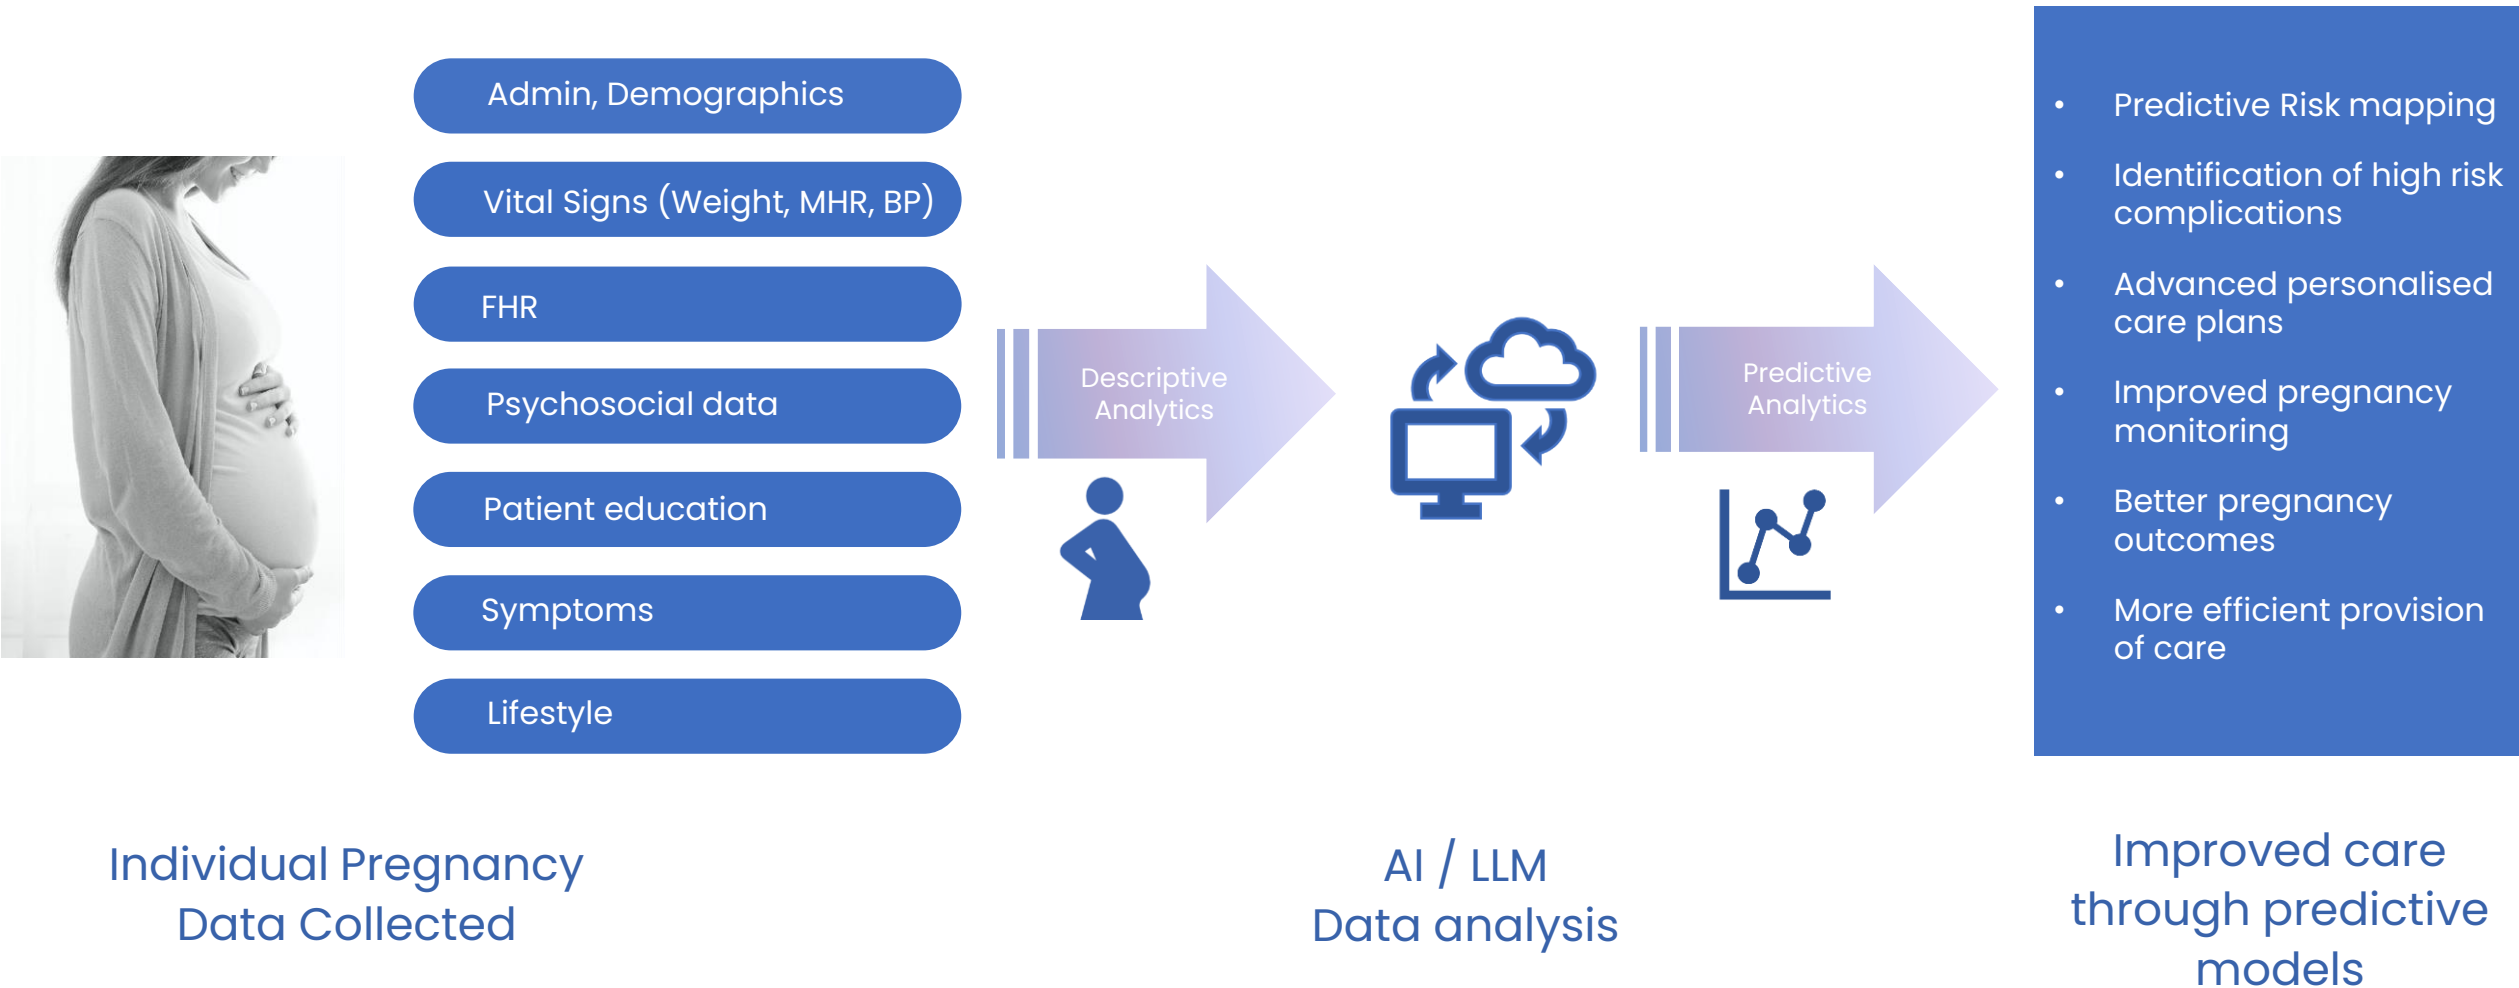 Admin, Demographics
Vital Signs (Weight, MHR, BP)
FHR
Psychosocial data
Patient education
Symptoms
Lifestyle
Descriptive
Analytics
Predictive
Analytics
• Predictive Risk mapping
• Identification of high risk
complications
• Advanced personalised
care plans
• Improved pregnancy
monitoring
• Better pregnancy
outcomes
• More efficient provision
of care
Individual Pregnancy
Data Collected
AI / LLM
Data analysis
Improved care
through predictive
models